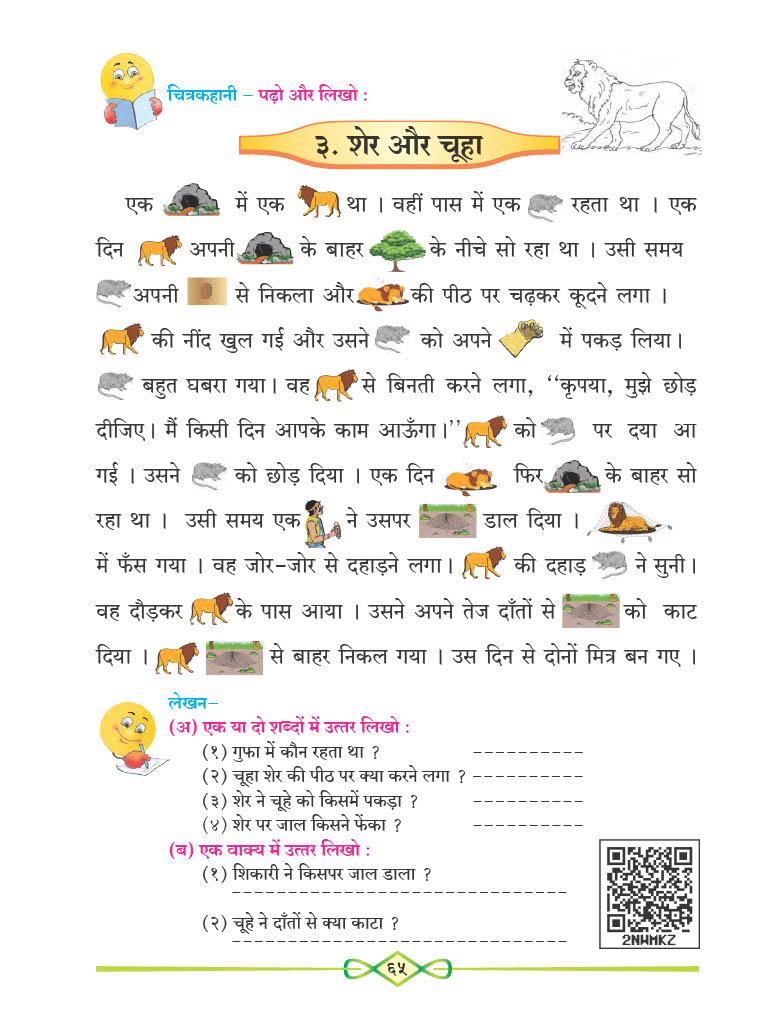 चित्रकहानी – पढ़ो और लिखो :
३. शेर और चूहा
एक में एक था । वहीं पास में एक रहता था । एक
दिन अपनी के बाहर के नीचे सो रहा था । उसी समय
अपनी से निकला और की पीठ पर चढ़कर कूदने लगा ।
की नींद खुल गई और उसने को अपने में पकड़ लिया।
बहुत घबरा गया। वह से बिनती करने लगा, ‘‘कृपया, मुझे छोड़
दीजिए। मैं किसी दिन आपके काम आऊँगा।’’ को पर दया आ
गई । उसने को छोड़ दिया । एक दिन फिर के बाहर सो
रहा था । उसी समय एक ने उसपर डाल दिया ।
में फँस गया । वह जोर-जोर से दहाड़ने लगा। की दहाड़ ने सुनी।
वह दौड़कर के पास आया । उसने अपने तेज दाँतों से को काट
दिया । से बाहर निकल गया । उस दिन से दोनों मित्र बन गए ।
लेखन–
(अ) एक या दो शब्दों में उत्तर लिखो :
(१) गुफा में कौन रहता था ? ----------
(२) चूहा शेर की पीठ पर क्या करने लगा ? ----------
(३) शेर ने चूहे को किसमें पकड़ा ? ----------
(४) शेर पर जाल किसने फेंका ? ----------
(ब) एक वाक्य में उत्तर लिखो :
(१) शिकारी ने किसपर जाल डाला ?
------------------------------
(२) चूहे ने दाँतों से क्या काटा ?
------------------------------
2NWMKZ
६५